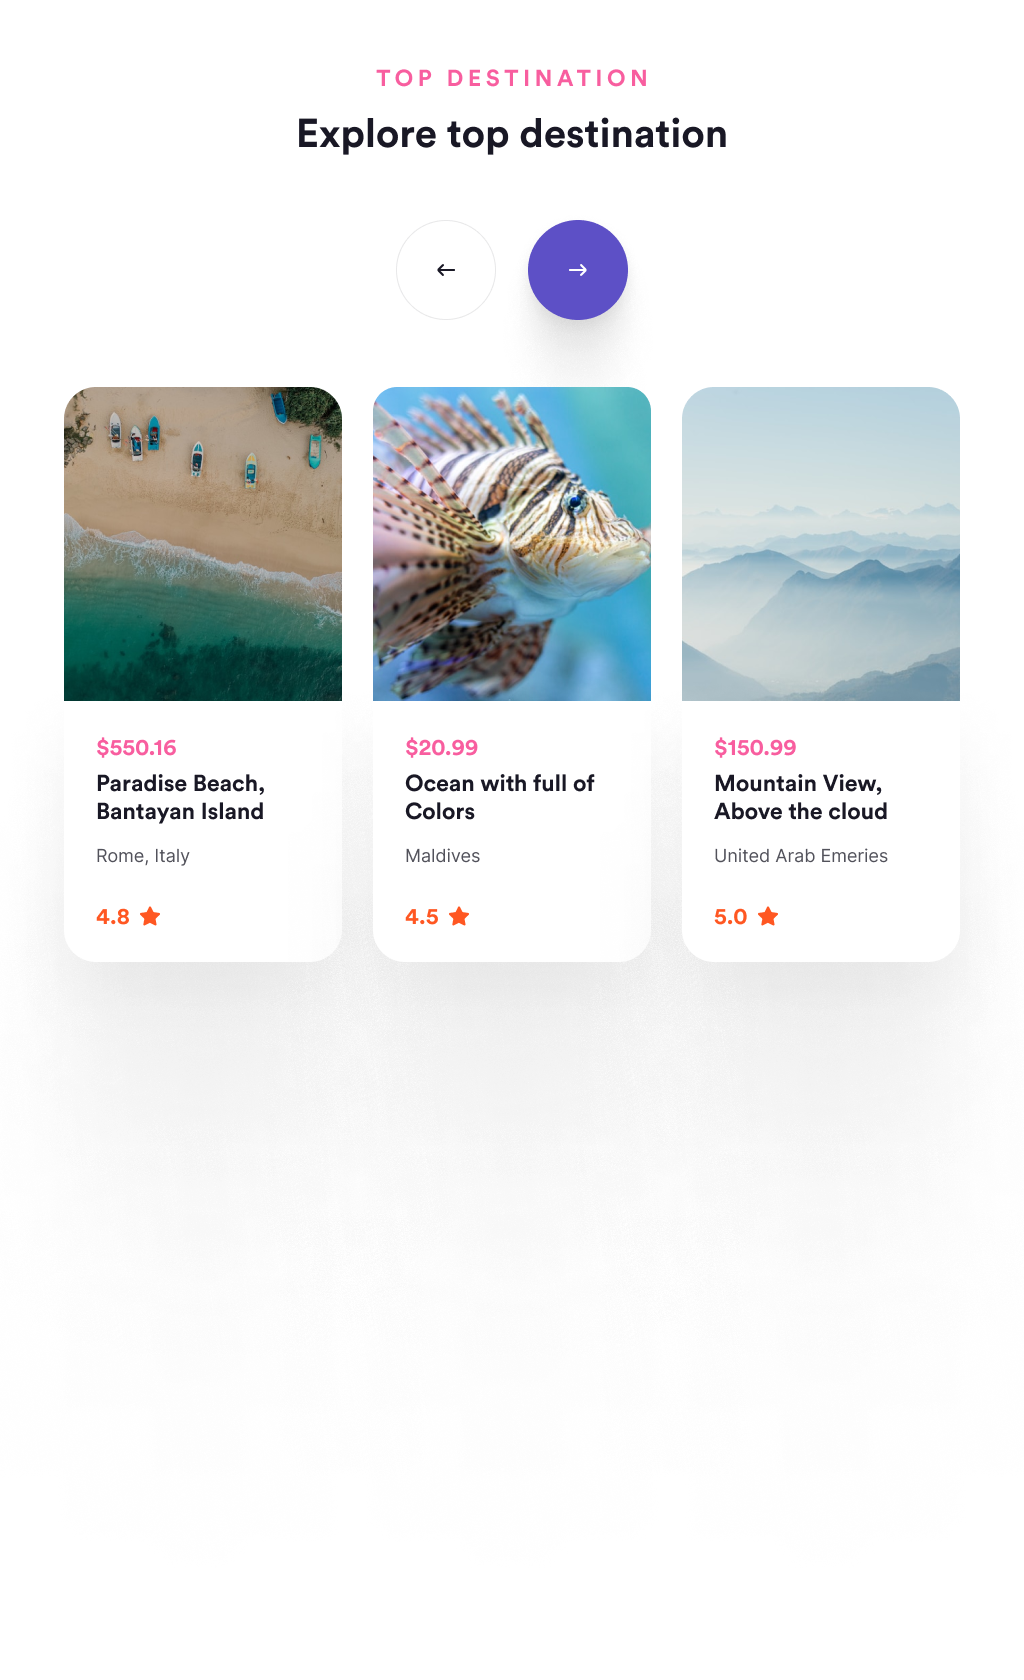 TOP DESTINATION
Explore top destination
$550.16
Paradise Beach,
Bantayan Island
Rome, Italy
4.8
$20.99
Ocean with full of
Colors
Maldives
4.5
$150.99
Mountain View,
Above the cloud
United Arab Emeries
5.0